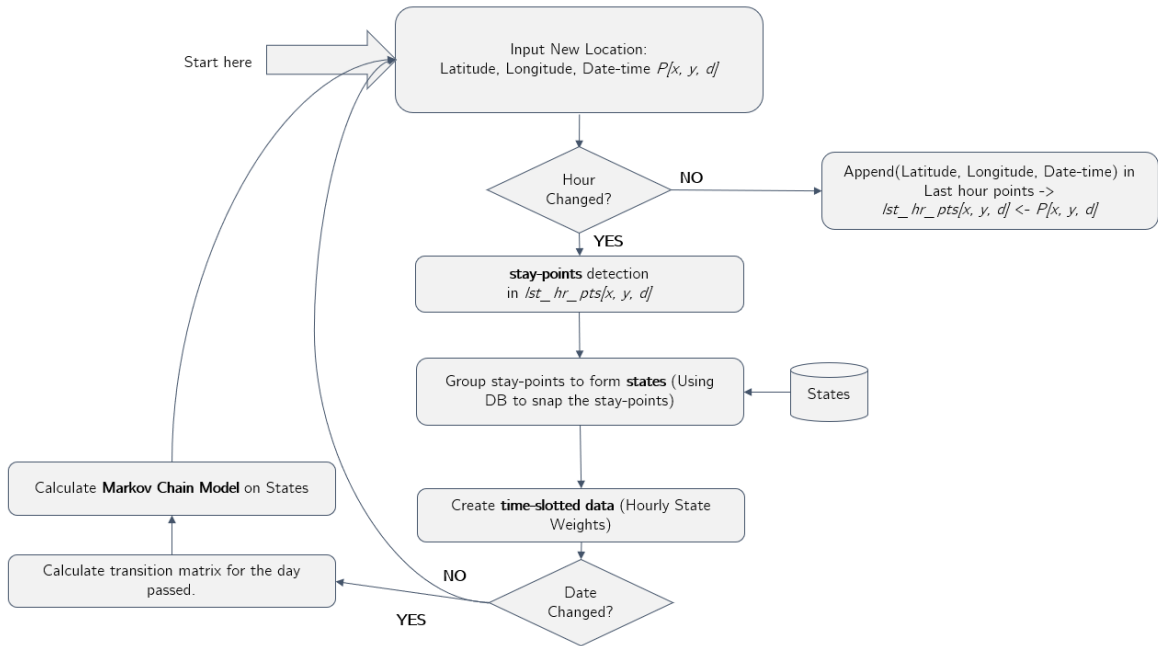 Start here
Input New Location:
Latitude, Longitude, Date-time P[x, y, d]
Hour
Changed?
NO
Append(Latitude, Longitude, Date-time) in
Last hour points ->
lst_hr_pts[x, y, d] <- P[x, y, d]
YES
stay-points detection
in lst_hr_pts[x, y, d]
Group stay-points to form states (Using
DB to snap the stay-points)
States
Create time-slotted data (Hourly State
Weights)
Date
Changed?
NO
YES
Calculate transition matrix for the day
passed.
Calculate Markov Chain Model on States